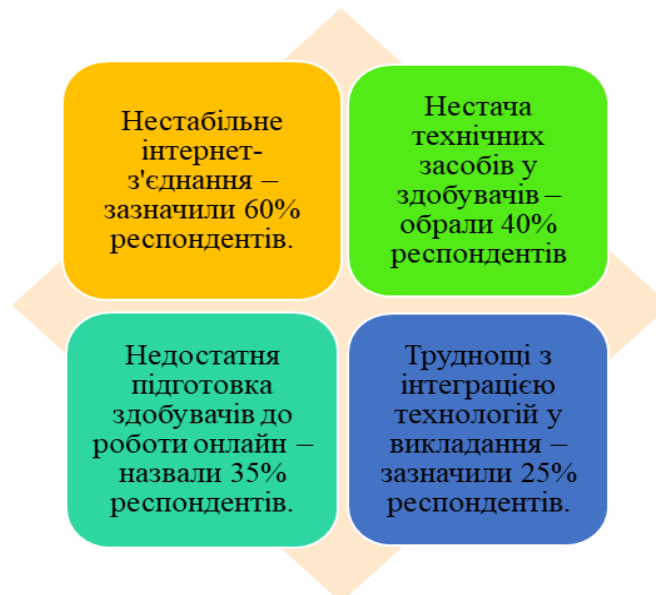 Нестабільне
інтернет-
з'єднання –
зазначили 60%
респондентів.
Нестача
технічних
засобів у
здобувачів –
обрали 40%
респондентів
Недостатня
підготовка
здобувачів до
роботи онлайн –
назвали 35%
респондентів.
Труднощі з
інтеграцією
технологій у
викладання –
зазначили 25%
респондентів.